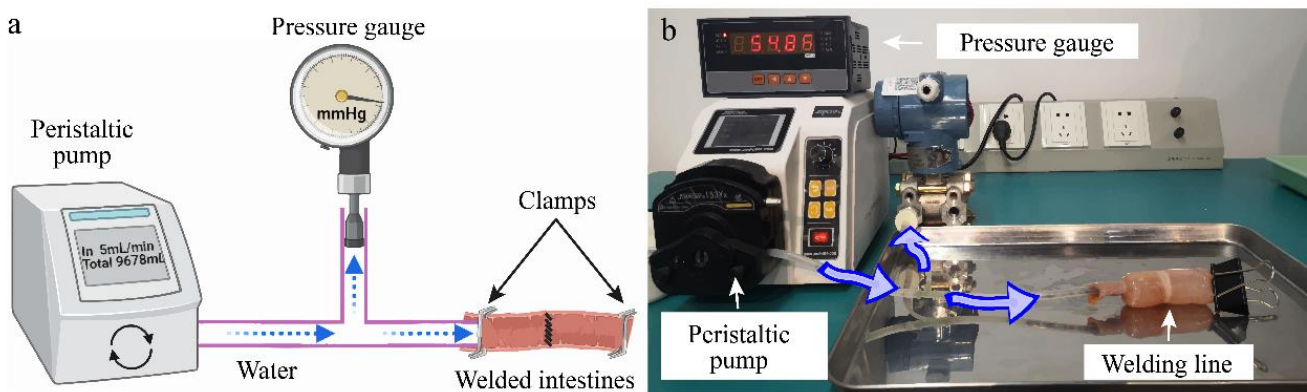 a
Pressure gauge
mmHg
Peristaltic
pump
In 5mL/min
Total 9678mL
Clamps
Water
Welded intestines
b
54.86
Pressure gauge
Peristaltic
pump
Welding line